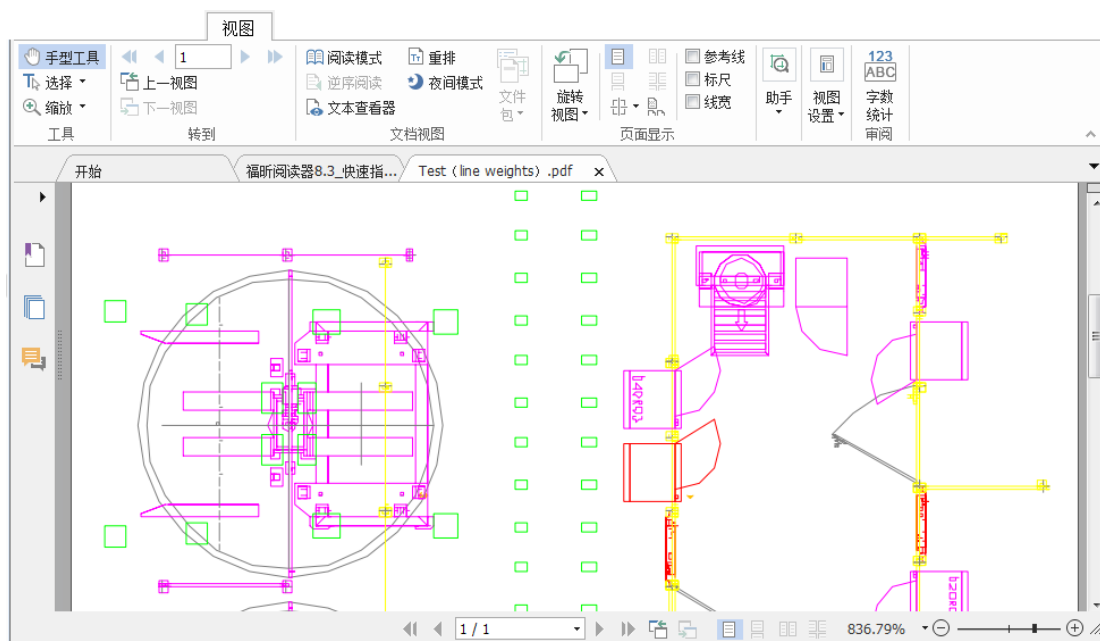 视图
手型工具
选择
缩放
工具
1
上一视图
下一视图
转到
阅读模式
逆序阅读
文本查看器
重排
夜间模式
文件包
文档视图
旋转视图
参考线
标尺
线宽
页面显示
助手
视图设置
123
ABC
字数统计
审阅
开始
福昕阅读器8.3_快速指...
Test（line weights）.pdf
1 / 1
836.79%